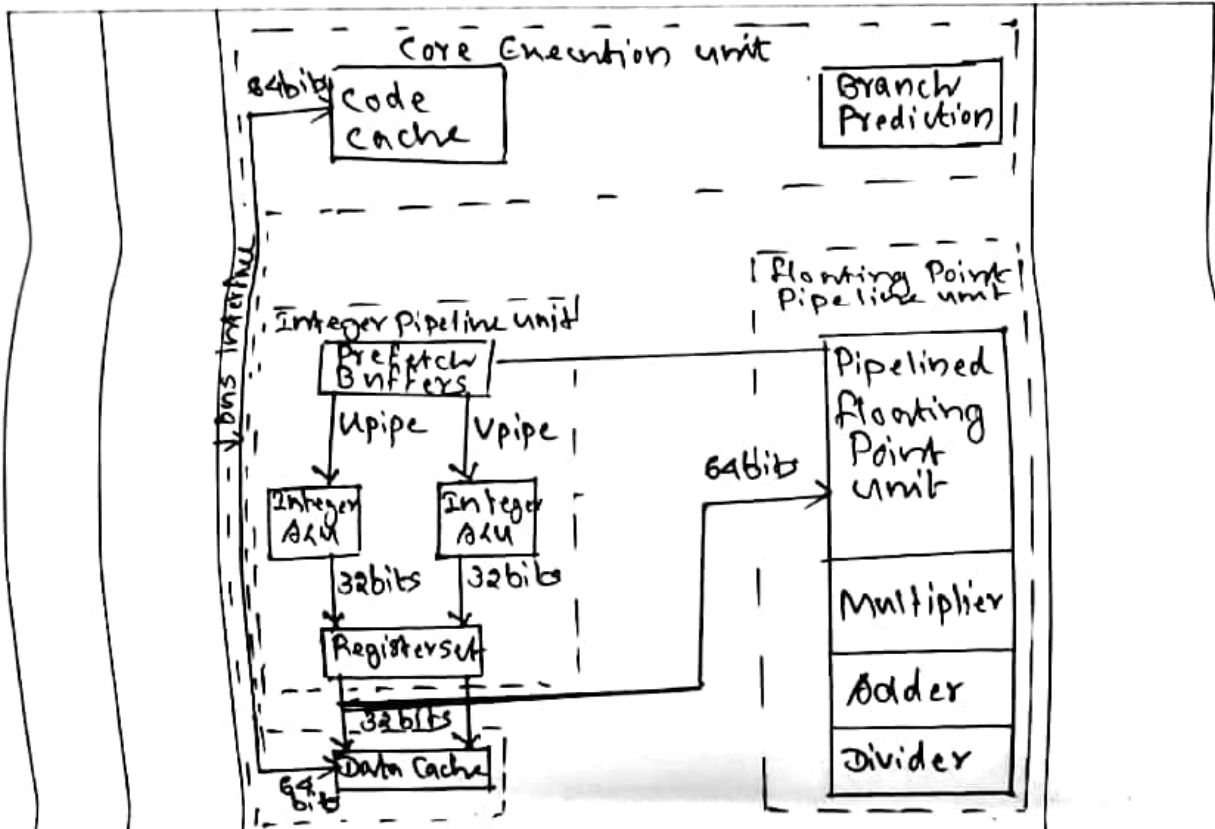 Core Execution unit
64bits
Code
Cache
Branch
Prediction
Bus interface
Integer Pipeline unit
Prefetch
Buffers
Upipe
Vpipe
Integer
ALU
Integer
ALU
32bits
32bits
Registerset
32bits
Data Cache
64
bits
Floating Point
Pipeline unit
64bits
Pipelined
Floating
Point
unit
Multiplier
Adder
Divider